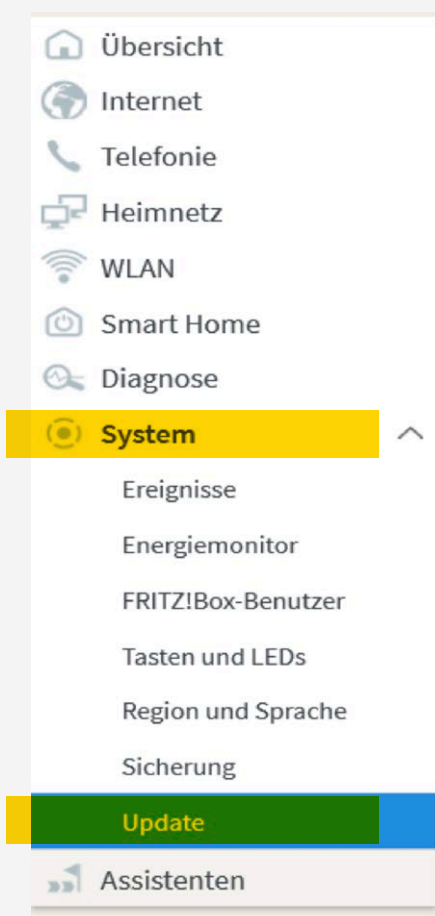 Übersicht
Internet
Telefonie
Heimnetz
WLAN
Smart Home
Diagnose
System
Ereignisse
Energiemonitor
FRITZ!Box-Benutzer
Tasten und LEDs
Region und Sprache
Sicherung
Update
Assistenten